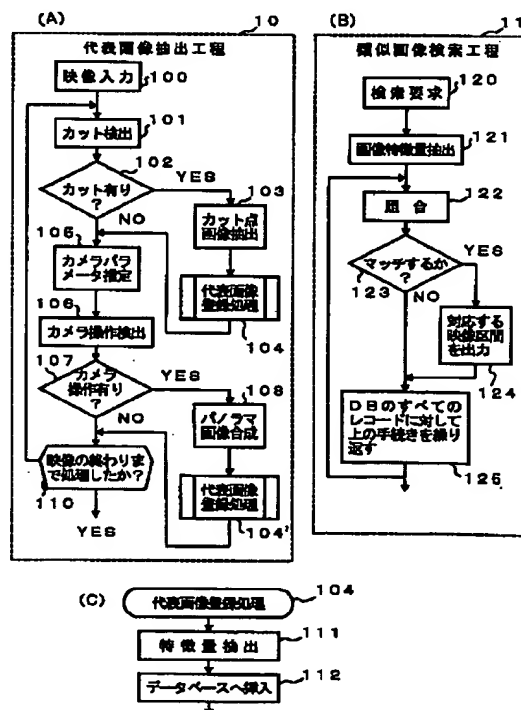 (A)
10
代表画像抽出工程
映像入力
100
カット検出
101
102
カット有り
?
YES
NO
103
カット点
画像抽出
代表画像
登録処理
104
105
カメラパラ
メータ推定
106
カメラ操作検出
107
カメラ
操作有り
?
YES
NO
108
パノラマ
画像合成
代表画像
登録処理
104'
映像の終わりま
で処理したか?
110
YES
(B)
11
類似画像検索工程
検索要求
120
画像特徴量抽出
121
照合
122
マッチするか
?
123
YES
NO
対応する
映像区間
を出力
124
DBのすべての
レコードに対して
上の手続きを繰り
返す
125
(C)
代表画像登録処理
104
特徴量抽出
111
データベースへ挿入
112